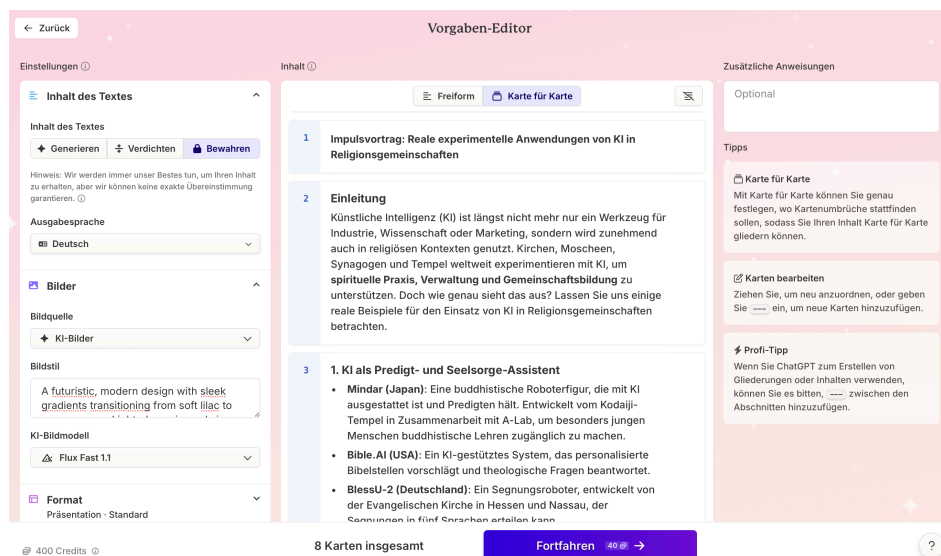 ← Zurück
Vorgaben-Editor
Einstellungen
Inhalt des Textes
Inhalt des Textes
Generieren
Verdichten
Bewahren
Hinweis: Wir werden immer unser Bestes tun, um Ihren Inhalt
zu erhalten, aber wir können keine exakte Übereinstimmung
garantieren.
Ausgabesprache
Deutsch
Bilder
Bildquelle
KI-Bilder
Bildstil
A futuristic, modern design with sleek
gradients transitioning from soft lilac to
KI-Bildmodell
Flux Fast 1.1
Format
Präsentation · Standard
400 Credits
Inhalt
Freiform
Karte für Karte
1
Impulsvortrag: Reale experimentelle Anwendungen von KI in
Religionsgemeinschaften
2
Einleitung
Künstliche Intelligenz (KI) ist längst nicht mehr nur ein Werkzeug für
Industrie, Wissenschaft oder Marketing, sondern wird zunehmend
auch in religiösen Kontexten genutzt. Kirchen, Moscheen,
Synagogen und Tempel weltweit experimentieren mit KI, um
spirituelle Praxis, Verwaltung und Gemeinschaftsbildung zu
unterstützen. Doch wie genau sieht das aus? Lassen Sie uns einige
reale Beispiele für den Einsatz von KI in Religionsgemeinschaften
betrachten.
3
1. KI als Predigt- und Seelsorge-Assistent
• Mindar (Japan): Eine buddhistische Roboterfigur, die mit KI
ausgestattet ist und Predigten hält. Entwickelt vom Kodaiji-
Tempel in Zusammenarbeit mit A-Lab, um besonders jungen
Menschen buddhistische Lehren zugänglich zu machen.
• Bible.AI (USA): Ein KI-gestütztes System, das personalisierte
Bibelstellen vorschlägt und theologische Fragen beantwortet.
• BlessU-2 (Deutschland): Ein Segnungsroboter, entwickelt von
der Evangelischen Kirche in Hessen und Nassau, der
Segnungen in fünf Sprachen erteilen kann.
8 Karten insgesamt
Fortfahren 40 →
Zusätzliche Anweisungen
Optional
Tipps
Karte für Karte
Mit Karte für Karte können Sie genau
festlegen, wo Kartenumbrüche stattfinden
sollen, sodass Sie Ihren Inhalt Karte für Karte
gliedern können.
Karten bearbeiten
Ziehen Sie, um neu anzuordnen, oder geben
Sie --- ein, um neue Karten hinzuzufügen.
Profi-Tipp
Wenn Sie ChatGPT zum Erstellen von
Gliederungen oder Inhalten verwenden,
können Sie es bitten, --- zwischen den
Abschnitten hinzuzufügen.
?